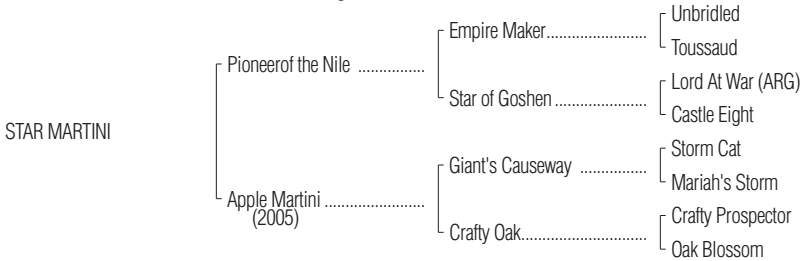 Unbridled
Empire Maker........................
Toussaud
Pioneerof the Nile ................
Lord At War (ARG)
Star of Goshen......................
Castle Eight
STAR MARTINI
Storm Cat
Giant's Causeway ................
Mariah's Storm
Apple Martini ........................
(2005)
Crafty Prospector
Crafty Oak..............................
Oak Blossom